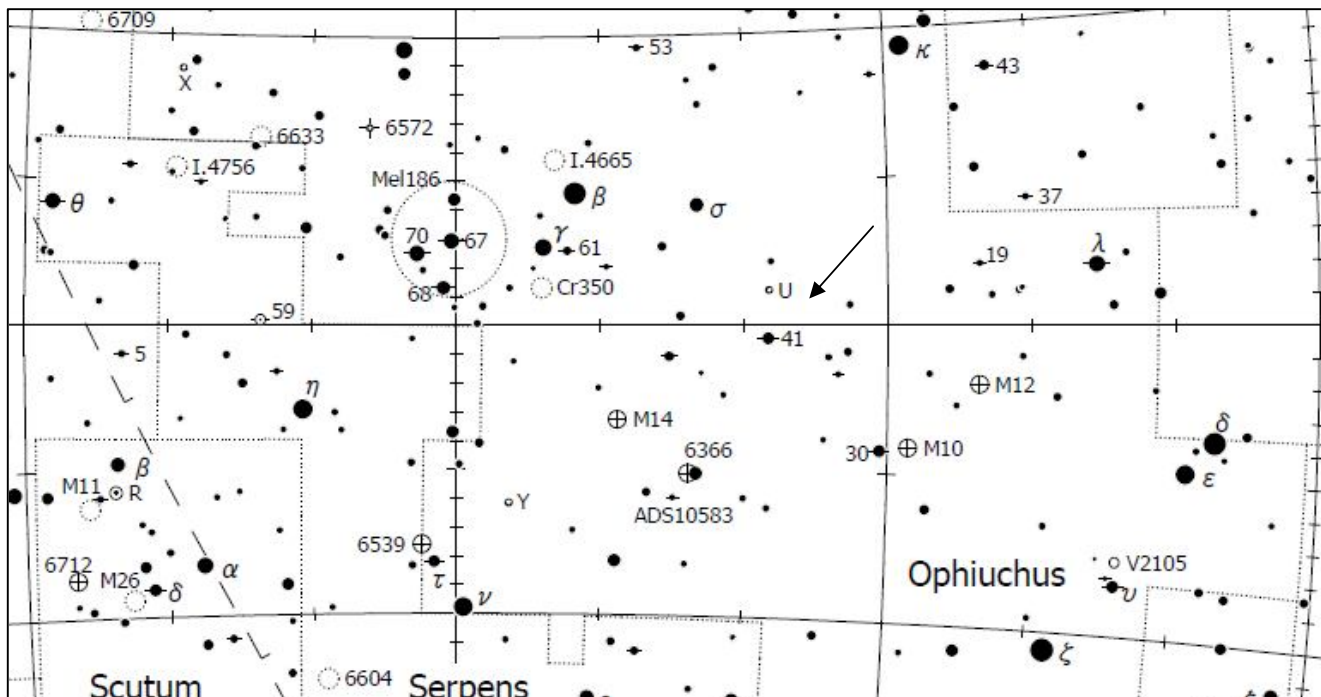 6709
53
κ
43
X
6633
6572
I.4756
I.4665
Mel186
37
θ
β
σ
70
67
γ
61
19
λ
68
Cr350
U
59
5
41
M12
η
M14
δ
β
6366
30
M10
M11
R
ε
Y
ADS10583
6539
6712
M26
α
V2105
δ
τ
Ophiuchus
υ
ν
ζ
6604
Scutum
Serpens